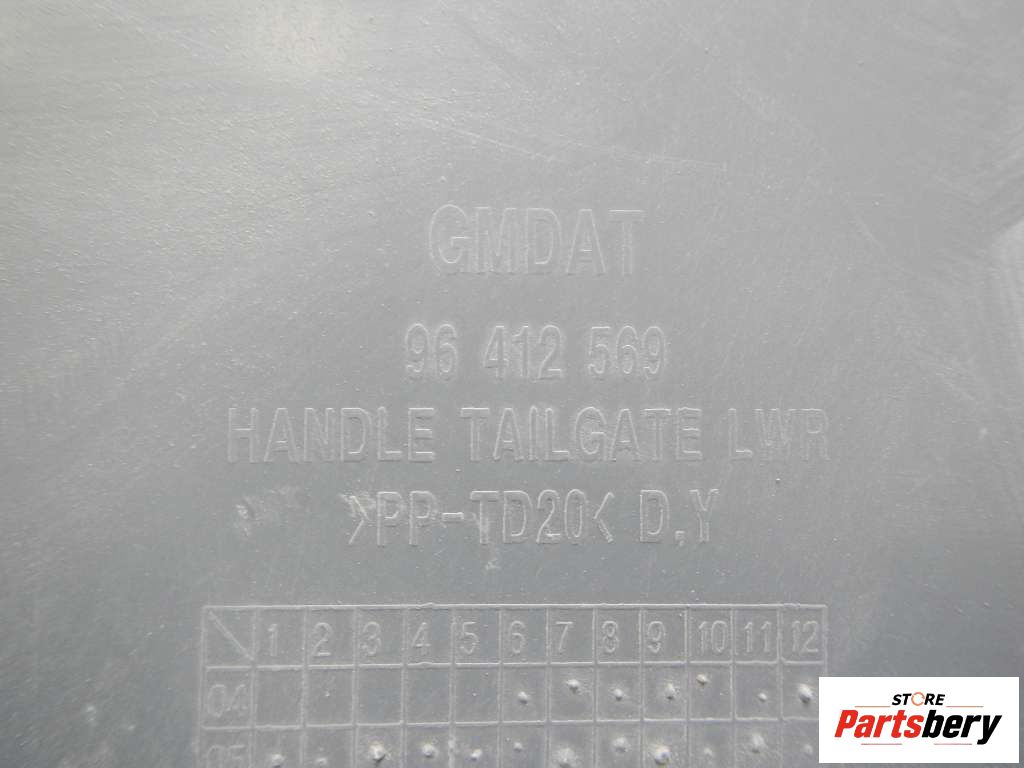 GMDAT
96 412 569
HANDLE TAILGATE LWR
>PP-TD20< D.Y
1 2 3 4 5 6 7 8 9 10 11 12
04
05
STORE
Partsbery